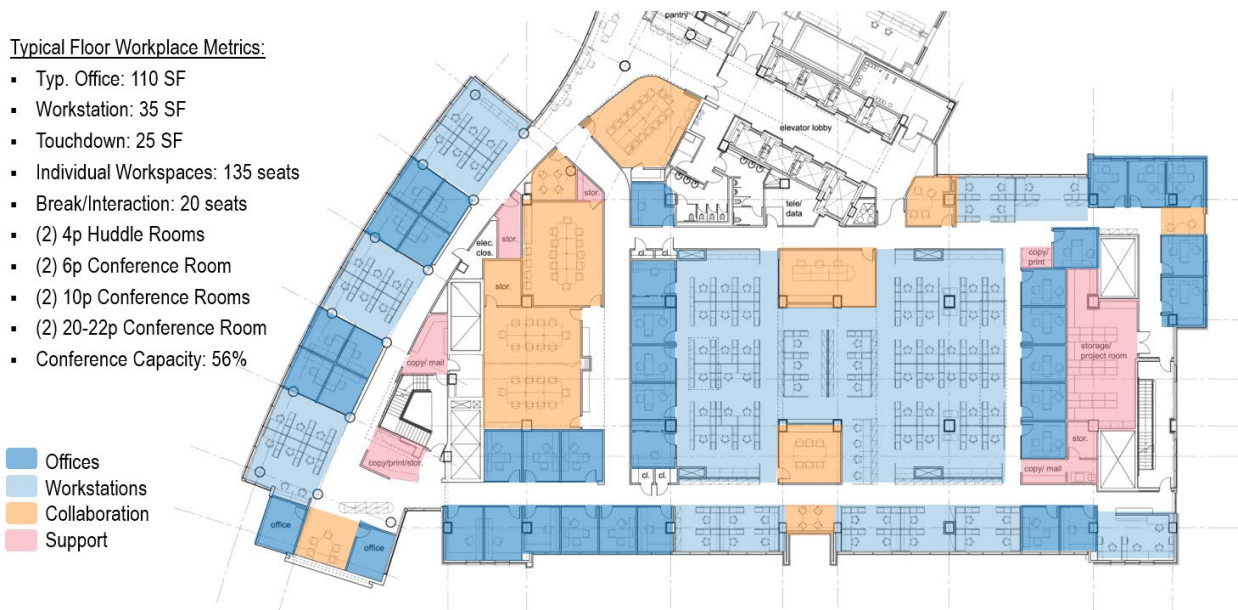 Typical Floor Workplace Metrics:
▪ Typ. Office: 110 SF
▪ Workstation: 35 SF
▪ Touchdown: 25 SF
▪ Individual Workspaces: 135 seats
▪ Break/Interaction: 20 seats
▪ (2) 4p Huddle Rooms
▪ (2) 6p Conference Room
▪ (2) 10p Conference Rooms
▪ (2) 20-22p Conference Room
▪ Conference Capacity: 56%
Offices
Workstations
Collaboration
Support
pantry
elevator lobby
stor.
tele/
data
elec.
clos.
stor.
stor.
cl.
cl.
copy/
print
copy/ mail
storage/
project room
copy/print/stor.
stor.
cl.
cl.
copy/ mail
office
office